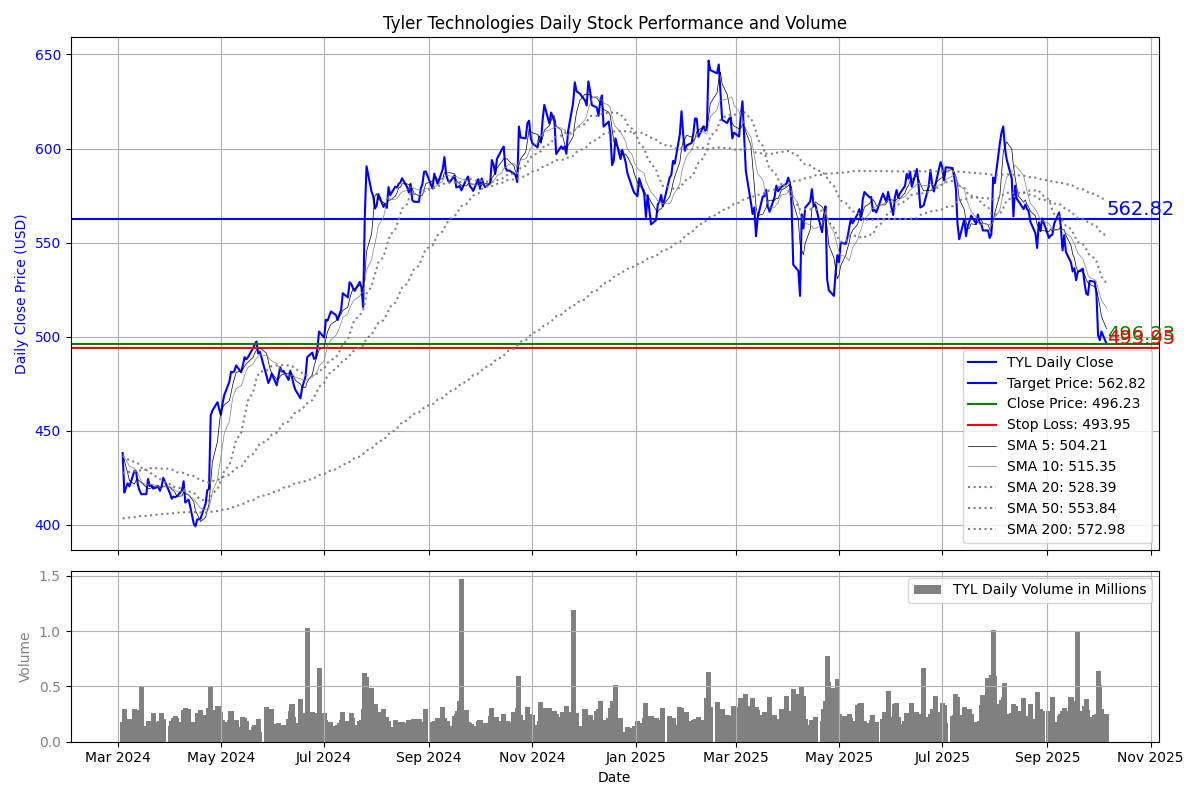 Tyler Technologies Daily Stock Performance and Volume
Daily Close Price (USD)
650
600
550
500
450
400
562.82
496.23
493.95
TYL Daily Close
Target Price: 562.82
Close Price: 496.23
Stop Loss: 493.95
SMA 5: 504.21
SMA 10: 515.35
SMA 20: 528.39
SMA 50: 553.84
SMA 200: 572.98
Volume
1.5
1.0
0.5
0.0
TYL Daily Volume in Millions
Mar 2024 May 2024 Jul 2024 Sep 2024 Nov 2024 Jan 2025 Mar 2025 May 2025 Jul 2025 Sep 2025 Nov 2025
Date